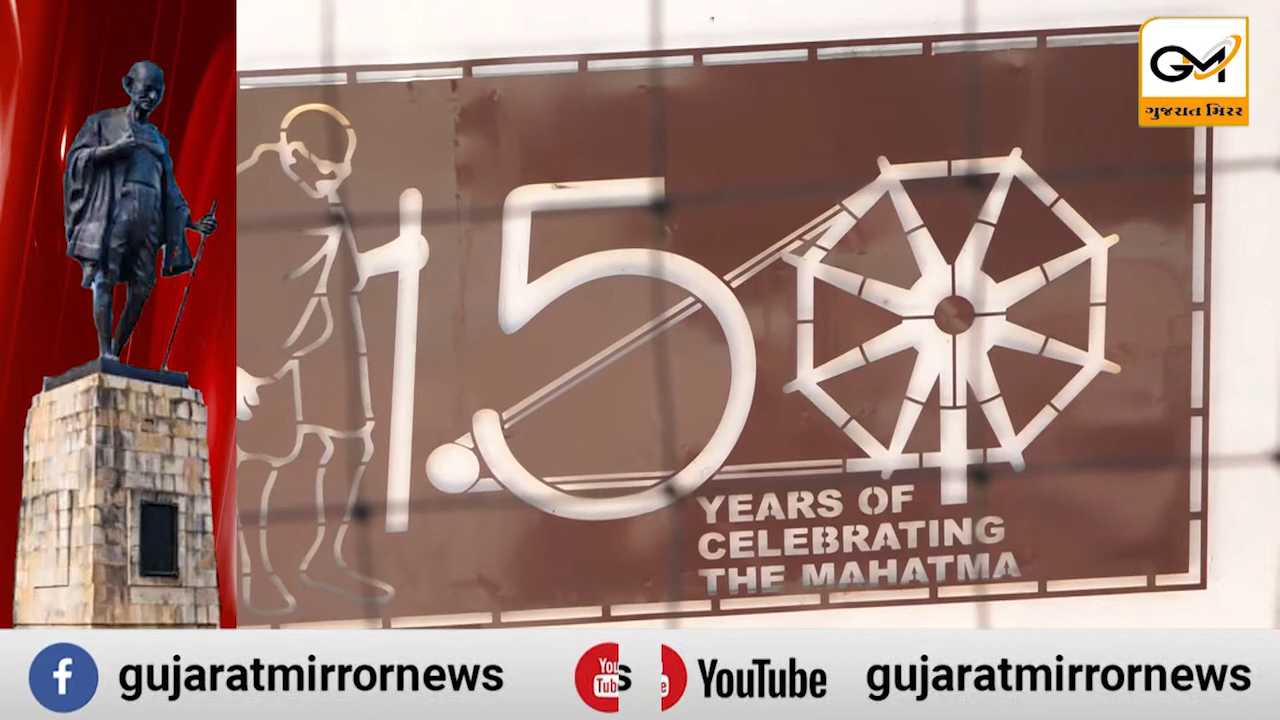 GM
ગુજરાત મિરર
150
YEARS OF
CELEBRATING
THE MAHATMA
f gujaratmirrornews
YouTube gujaratmirrornews